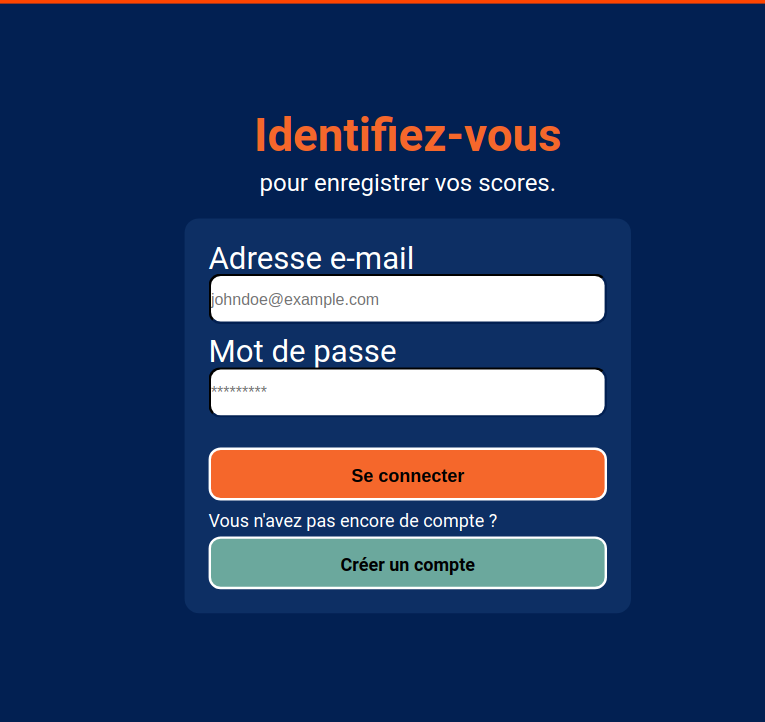 Identifiez-vous
pour enregistrer vos scores.
Adresse e-mail
johndoe@example.com
Mot de passe
*********
Se connecter
Vous n'avez pas encore de compte ?
Créer un compte